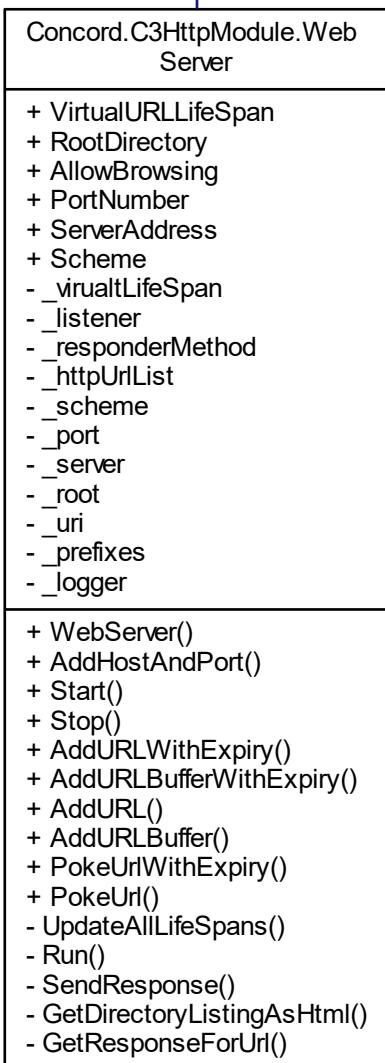 Concord.C3HttpModule.Web
Server
+ VirtualURLLifeSpan
+ RootDirectory
+ AllowBrowsing
+ PortNumber
+ ServerAddress
+ Scheme
- _virualtLifeSpan
- _listener
- _responderMethod
- _httpUrlList
- _scheme
- _port
- _server
- _root
- _uri
- _prefixes
- _logger
+ WebServer()
+ AddHostAndPort()
+ Start()
+ Stop()
+ AddURLWithExpiry()
+ AddURLBufferWithExpiry()
+ AddURL()
+ AddURLBuffer()
+ PokeUrlWithExpiry()
+ PokeUrl()
- UpdateAllLifeSpans()
- Run()
- SendResponse()
- GetDirectoryListingAsHtml()
- GetResponseForUrl()